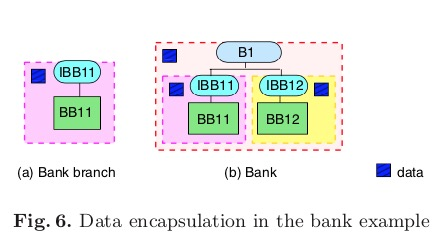 B1
IBB11
IBB11
IBB12
BB11
BB11
BB12
(a) Bank branch
(b) Bank
data
Fig. 6. Data encapsulation in the bank example